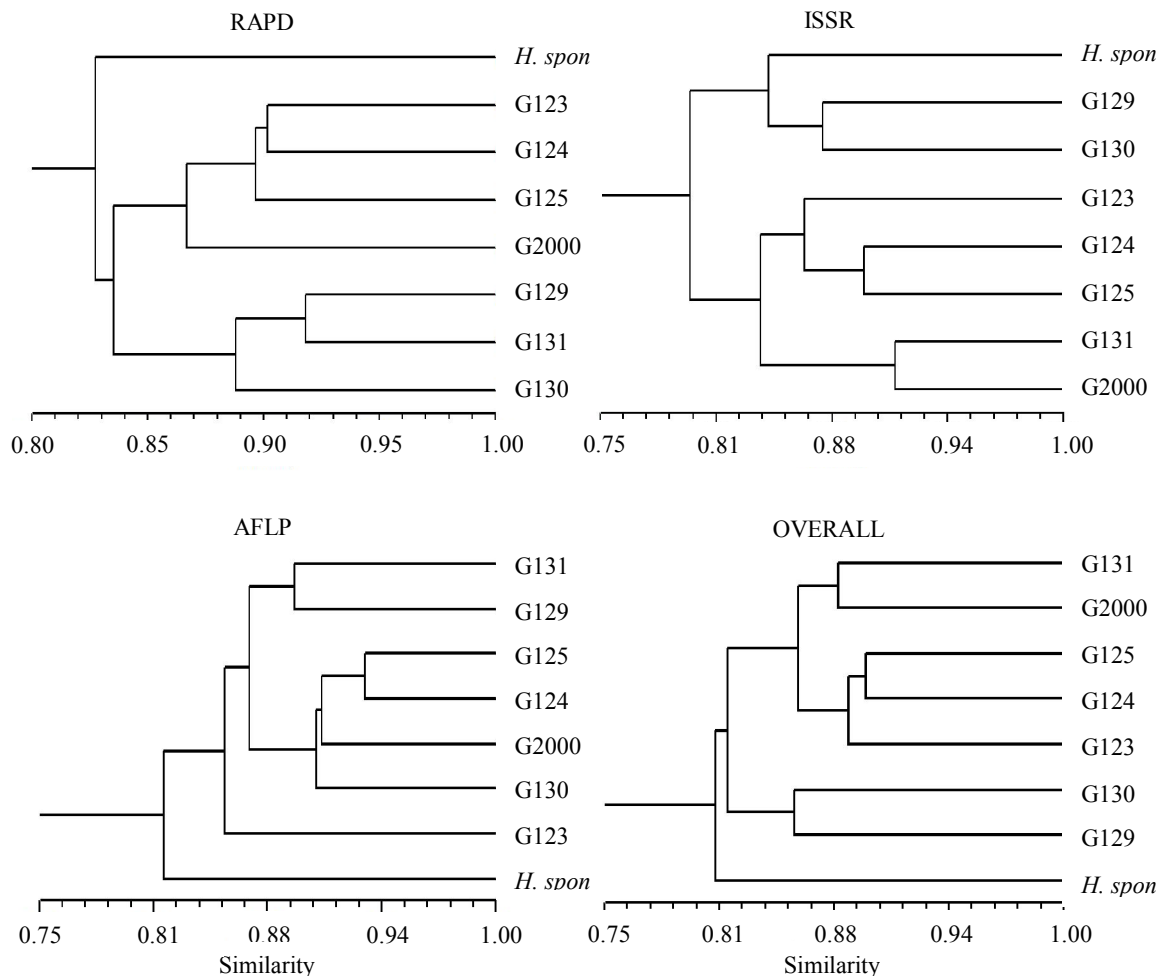 RAPD
H. spon
G123
G124
G125
G2000
G129
G131
G130
0.80 0.85 0.90 0.95 1.00
ISSR
H. spon
G129
G130
G123
G124
G125
G131
G2000
0.75 0.81 0.88 0.94 1.00
AFLP
G131
G129
G125
G124
G2000
G130
G123
H. spon
0.75 0.81 0.88 0.94 1.00
Similarity
OVERALL
G131
G2000
G125
G124
G123
G130
G129
H. spon
0.75 0.81 0.88 0.94 1.00
Similarity